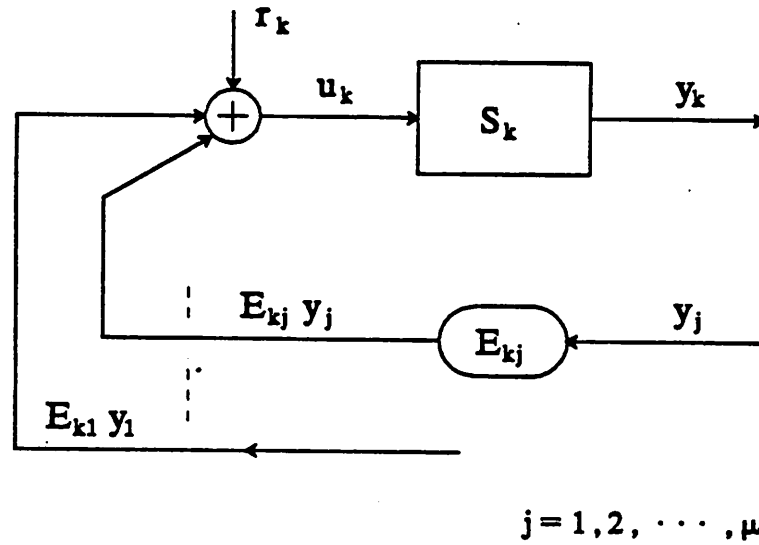 r_k
u_k
S_k
y_k
E_kj y_j
E_kj
y_j
E_k1 y_1
j = 1, 2, · · · , μ